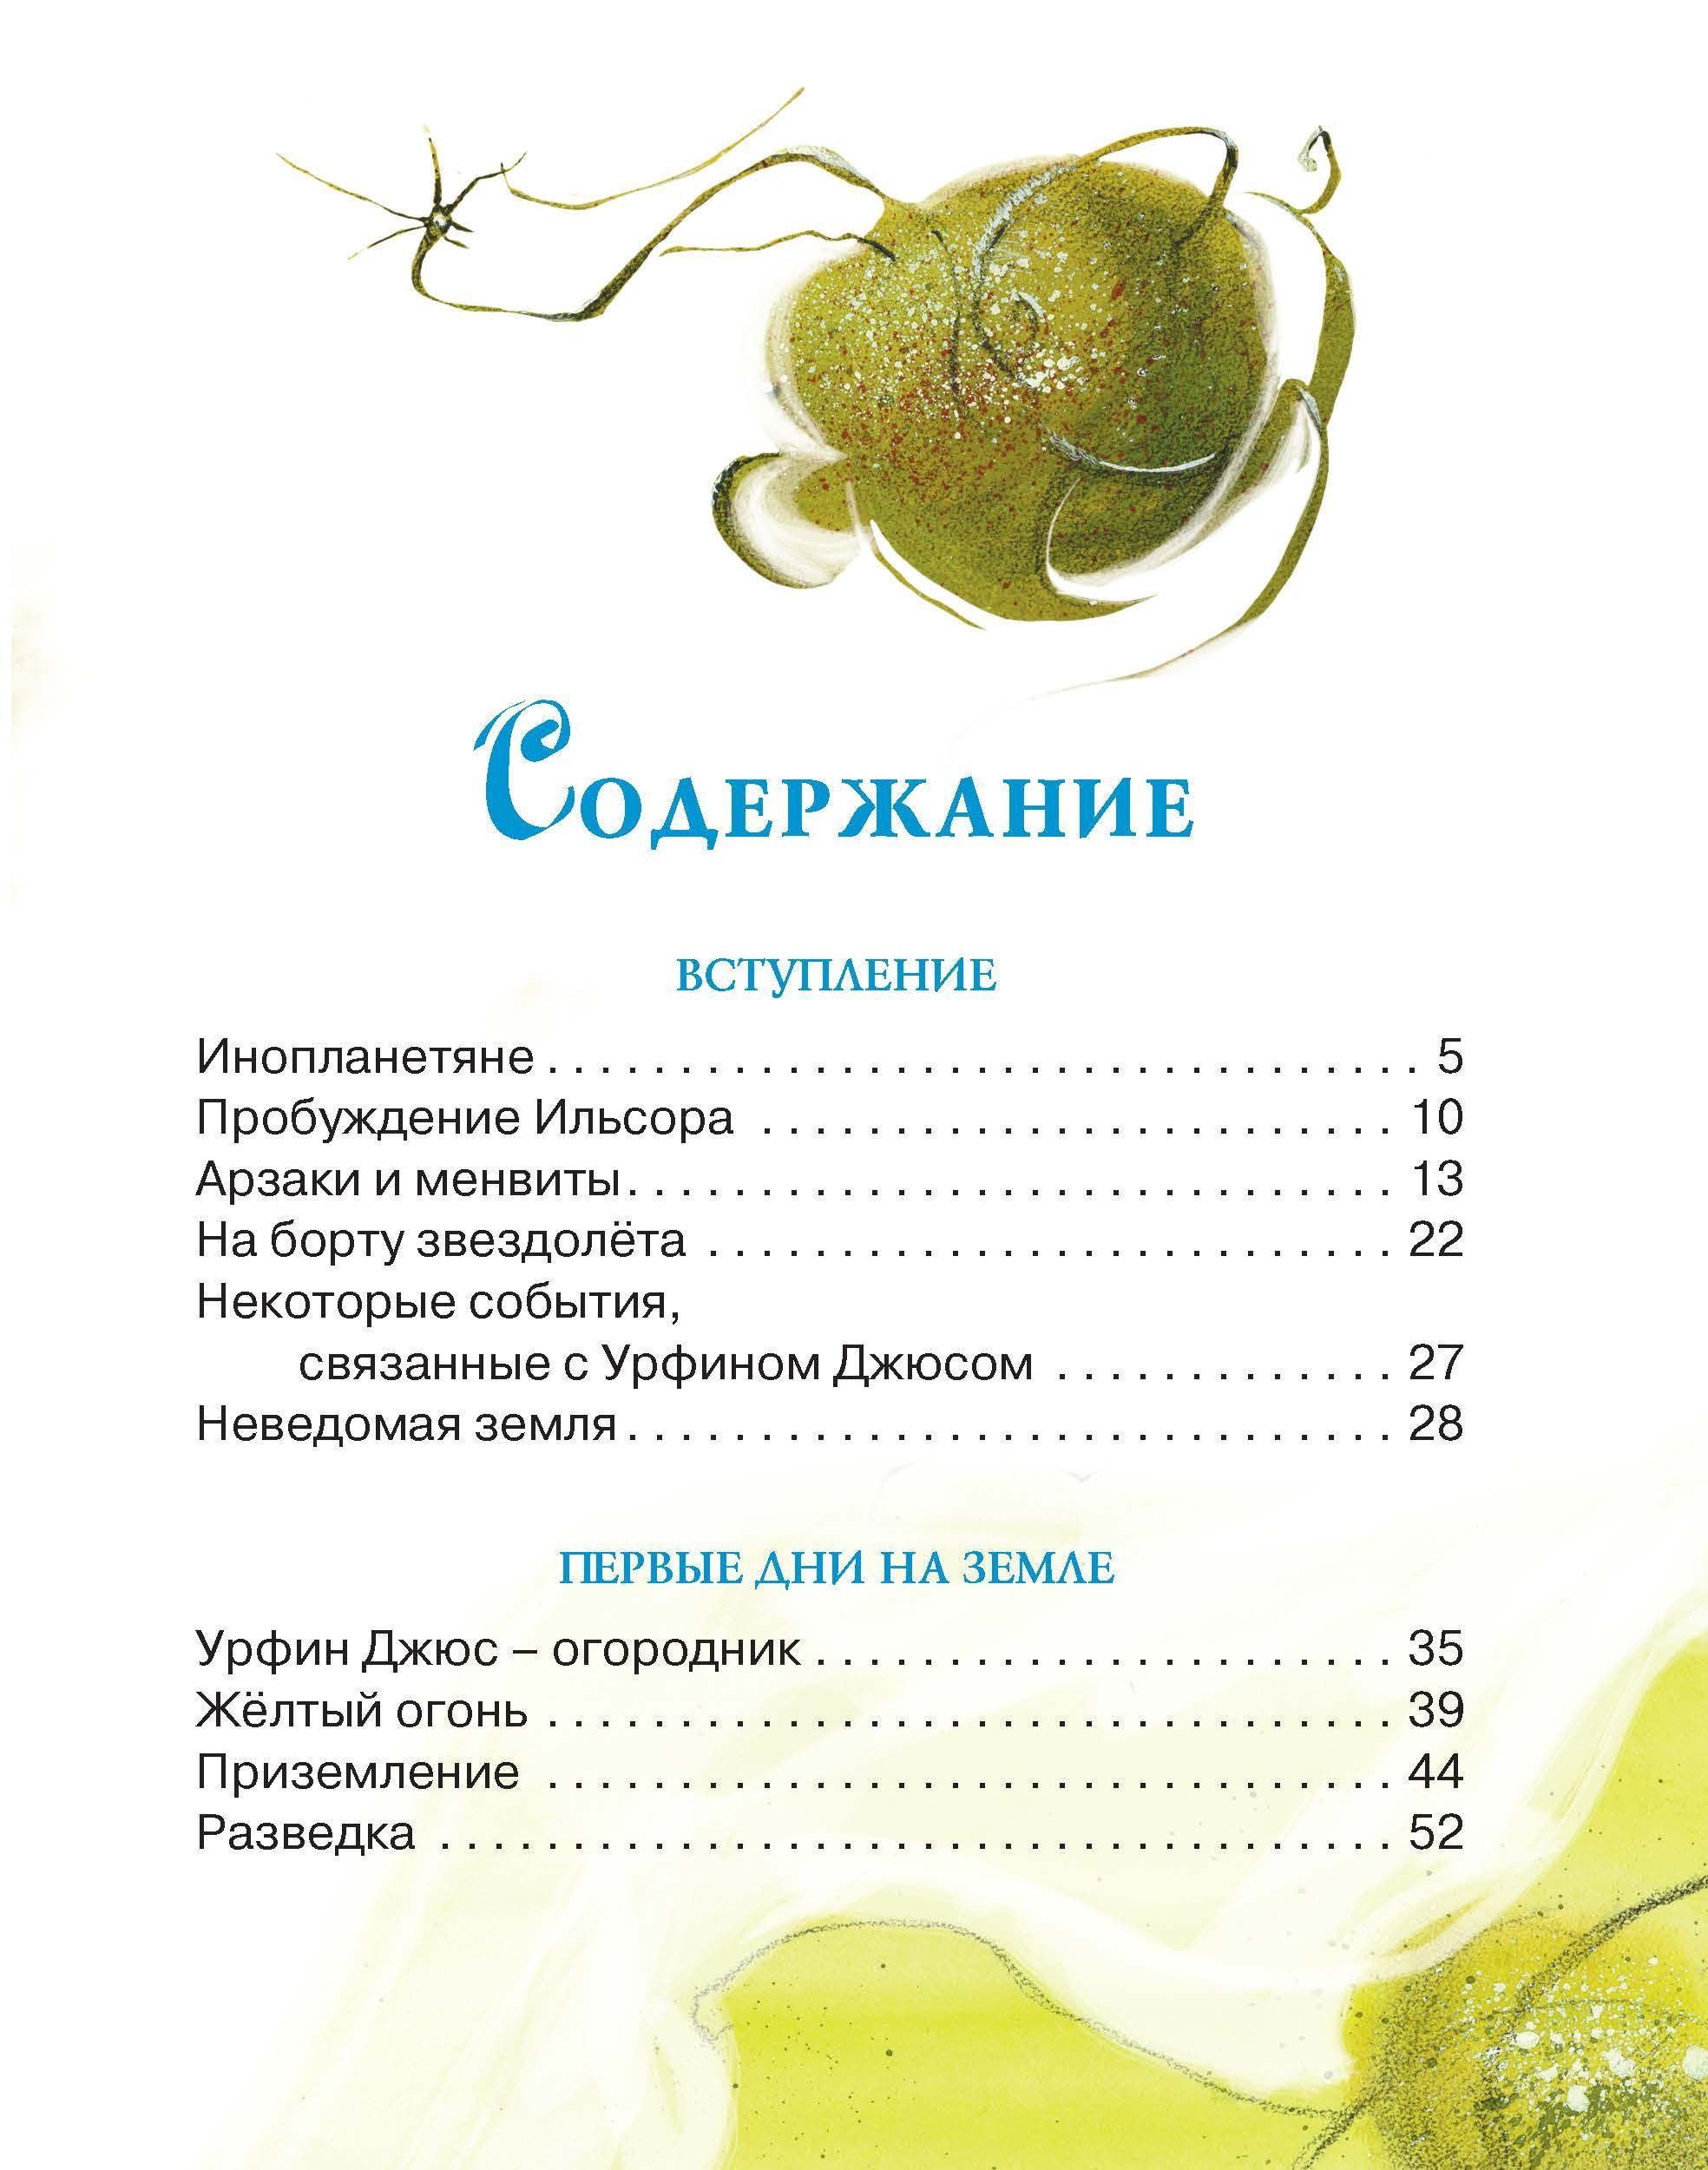 Содержание
ВСТУПЛЕНИЕ
Инопланетяне . . . . . . . . . . . . . . . . . . . . . . . . . . . . . . . . . 5
Пробуждение Ильсора . . . . . . . . . . . . . . . . . . . . . . . . 10
Арзаки и менвиты. . . . . . . . . . . . . . . . . . . . . . . . . . . . . 13
На борту звездолёта . . . . . . . . . . . . . . . . . . . . . . . . . . 22
Некоторые события,
связанные с Урфином Джюсом . . . . . . . . . . . . . 27
Неведомая земля . . . . . . . . . . . . . . . . . . . . . . . . . . . . . 28
ПЕРВЫЕ ДНИ НА ЗЕМЛЕ
Урфин Джюс – огородник . . . . . . . . . . . . . . . . . . . . . . 35
Жёлтый огонь . . . . . . . . . . . . . . . . . . . . . . . . . . . . . . . . 39
Приземление . . . . . . . . . . . . . . . . . . . . . . . . . . . . . . . . 44
Разведка . . . . . . . . . . . . . . . . . . . . . . . . . . . . . . . . . . . . 52